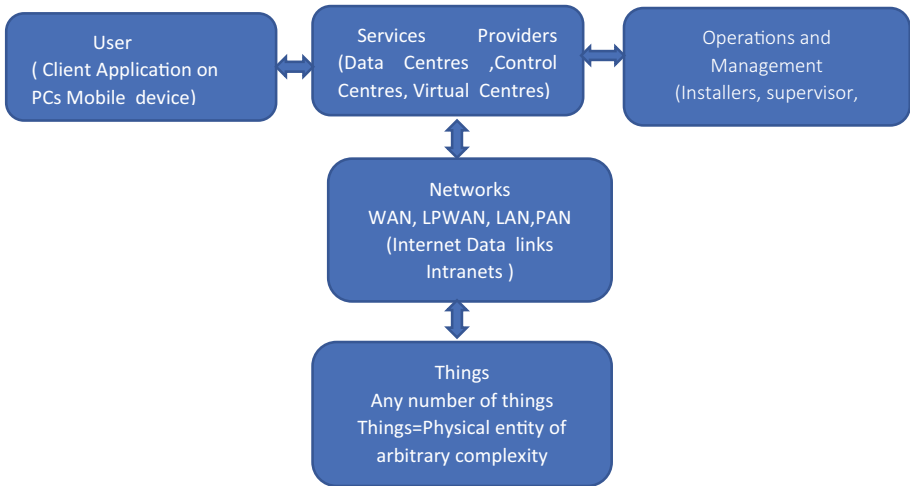 User
( Client Application on
PCs Mobile device)
Services Providers
(Data Centres ,Control
Centres, Virtual Centres)
Operations and
Management
(Installers, supervisor,
Networks
WAN, LPWAN, LAN,PAN
(Internet Data links
Intranets )
Things
Any number of things
Things=Physical entity of
arbitrary complexity